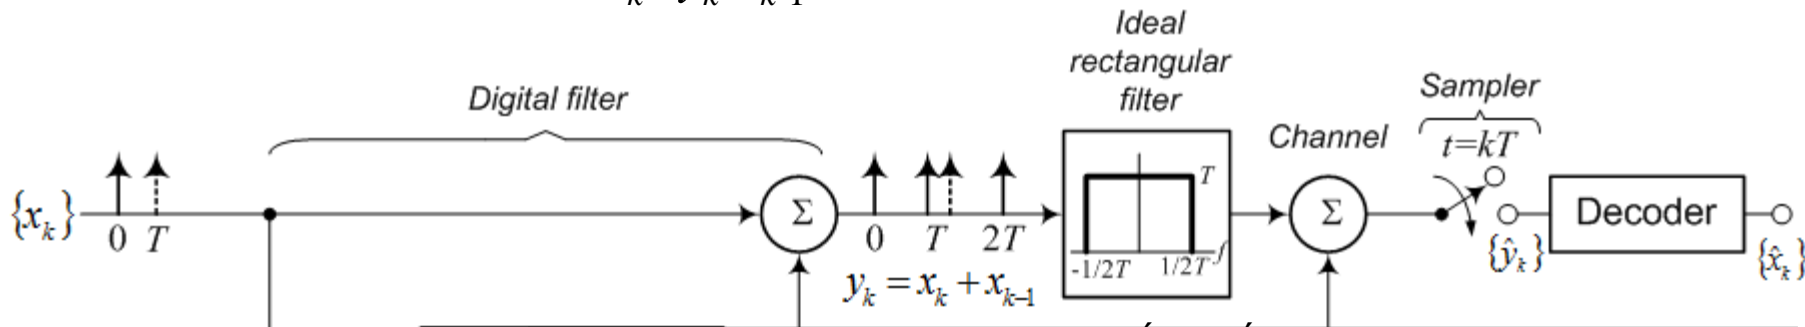 Ideal
rectangular
filter
Digital filter
Sampler
Channel
t=kT
T
Σ
Σ
{x_k}
0 T
0 T 2T
f
-1/2T 1/2T
Decoder
y_k = x_k + x_{k-1}
{ŷ_k}
{x̂_k}